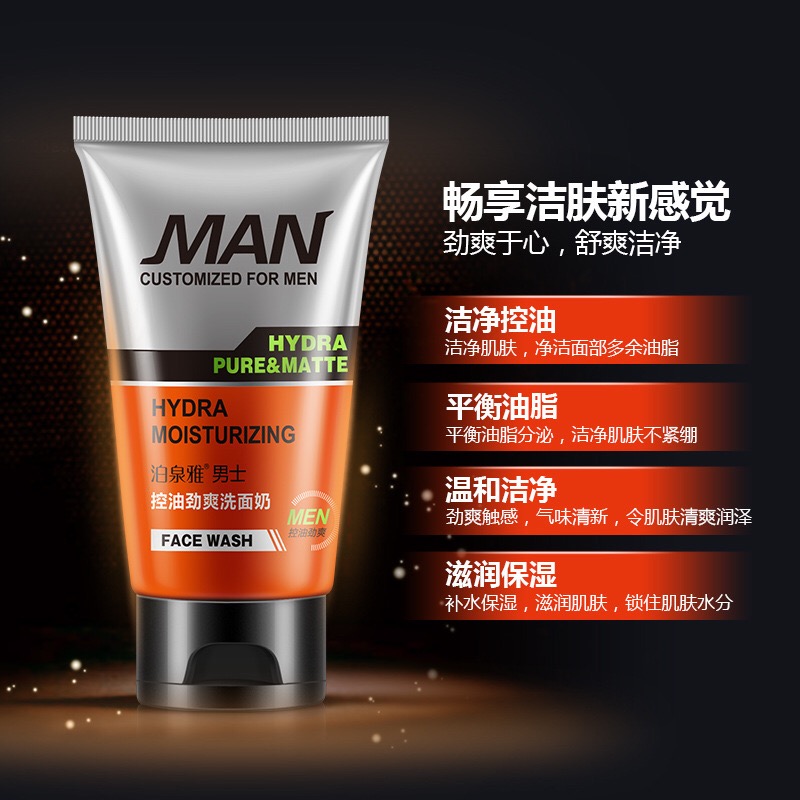 MAN
CUSTOMIZED FOR MEN
HYDRA
PURE&MATTE
HYDRA
MOISTURIZING
泊泉雅®男士
控油劲爽洗面奶
FACE WASH
MEN
控油劲爽
畅享洁肤新感觉
劲爽于心，舒爽洁净
洁净控油
洁净肌肤，净洁面部多余油脂
平衡油脂
平衡油脂分泌，洁净肌肤不紧绷
温和洁净
劲爽触感，气味清新，令肌肤清爽润泽
滋润保湿
补水保湿，滋润肌肤，锁住肌肤水分